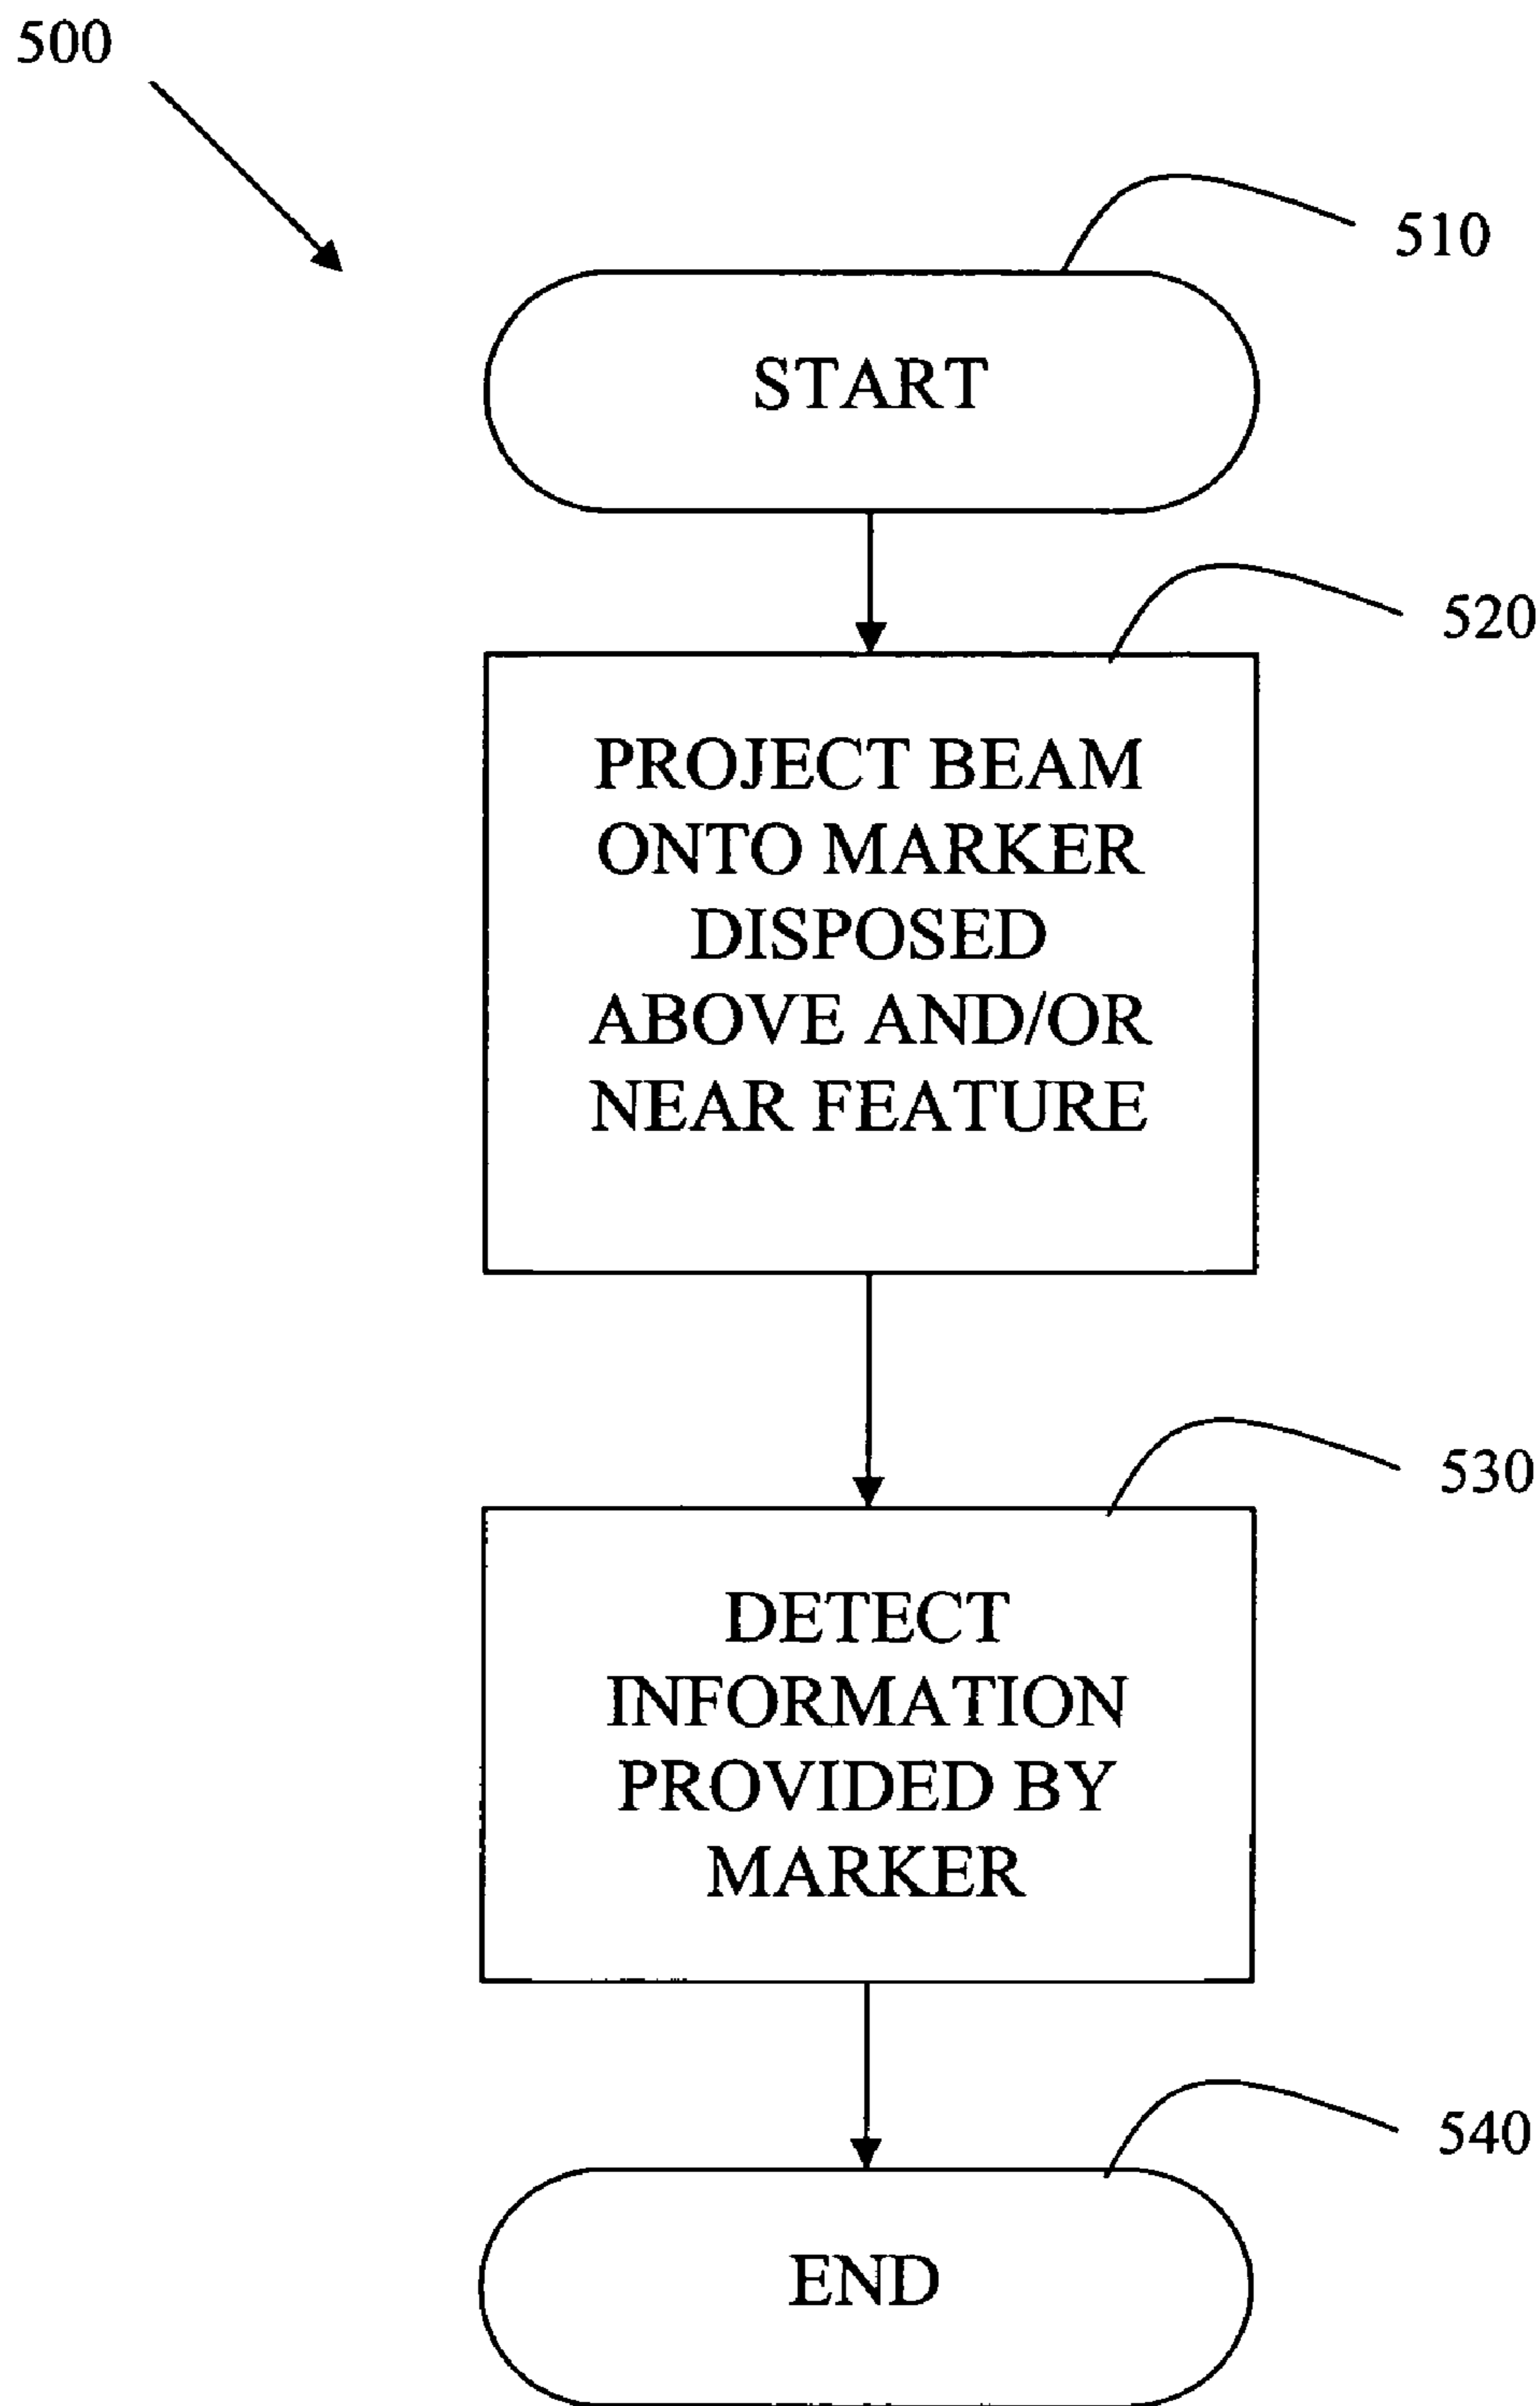 500
510
START
520
PROJECT BEAM
ONTO MARKER
DISPOSED
ABOVE AND/OR
NEAR FEATURE
530
DETECT
INFORMATION
PROVIDED BY
MARKER
540
END